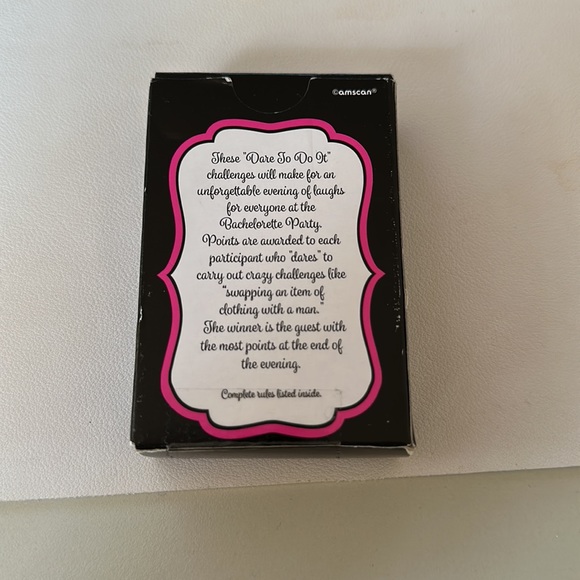 ©amscan®
These "Dare To Do It"
challenges will make for an
unforgettable evening of laughs
for everyone at the
Bachelorette Party.
Points are awarded to each
participant who "dares" to
carry out crazy challenges like
"swapping an item of
clothing with a man."
The winner is the guest with
the most points at the end of
the evening.
Complete rules listed inside.